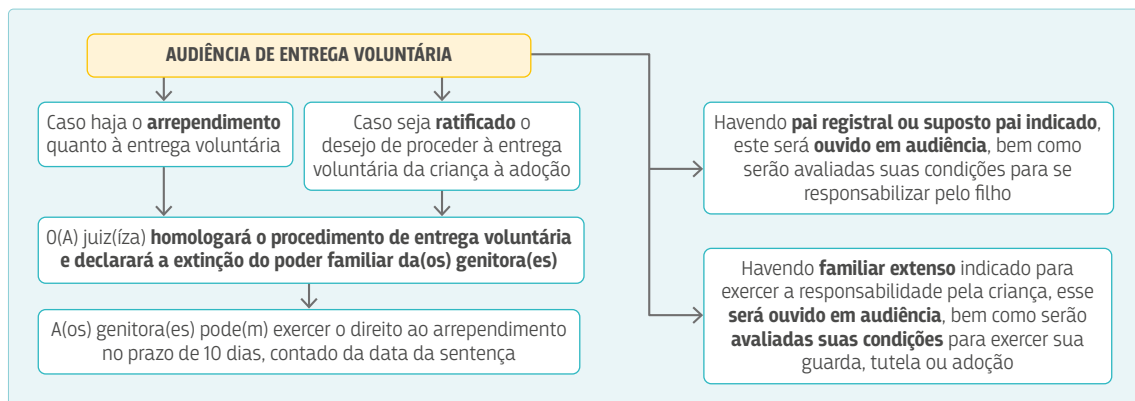 AUDIÊNCIA DE ENTREGA VOLUNTÁRIA
Caso haja o arrependimento
quanto à entrega voluntária
Caso seja ratificado o
desejo de proceder à entrega
voluntária da criança à adoção
O(A) juiz(íza) homologará o procedimento de entrega voluntária
e declarará a extinção do poder familiar da(os) genitora(es)
A(os) genitora(es) pode(m) exercer o direito ao arrependimento
no prazo de 10 dias, contado da data da sentença
Havendo pai registral ou suposto pai indicado,
este será ouvido em audiência, bem como
serão avaliadas suas condições para se
responsabilizar pelo filho
Havendo familiar extenso indicado para
exercer a responsabilidade pela criança, esse
será ouvido em audiência, bem como serão
avaliadas suas condições para exercer sua
guarda, tutela ou adoção